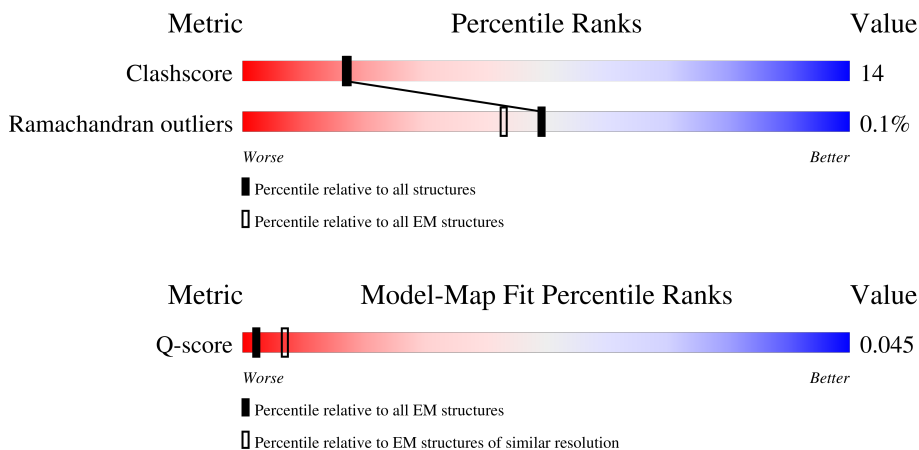 Metric Percentile Ranks Value
Clashscore 14
Ramachandran outliers 0.1%
Worse Better
Percentile relative to all structures
Percentile relative to all EM structures
Metric Model-Map Fit Percentile Ranks Value
Q-score 0.045
Worse Better
Percentile relative to all EM structures
Percentile relative to EM structures of similar resolution